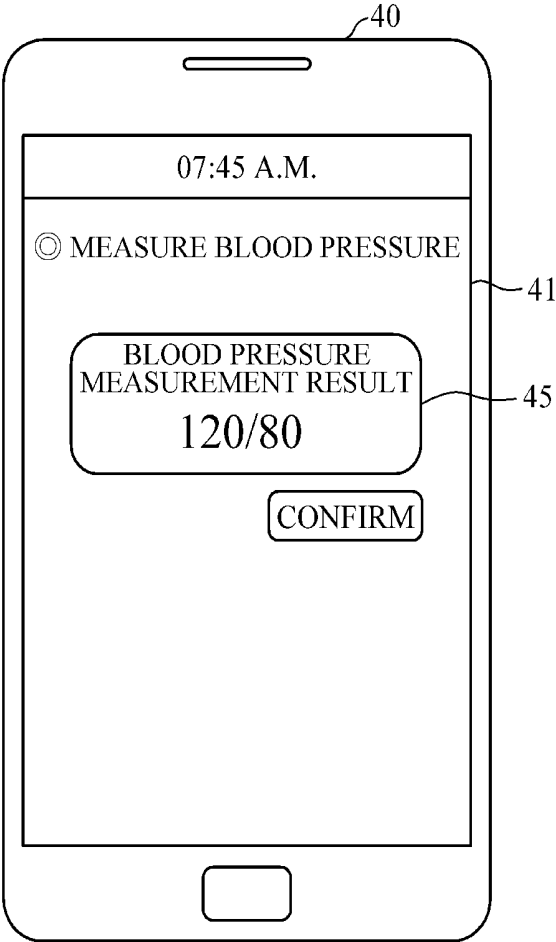 40
07:45 A.M.
◎ MEASURE BLOOD PRESSURE
41
BLOOD PRESSURE
MEASUREMENT RESULT
45
120/80
CONFIRM